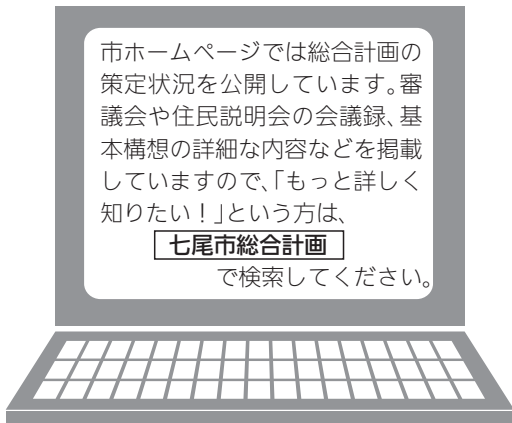 市ホームページでは総合計画の
策定状況を公開しています。審
議会や住民説明会の会議録、基
本構想の詳細な内容などを掲載
していますので、「もっと詳しく
知りたい！」という方は、
七尾市総合計画
で検索してください。